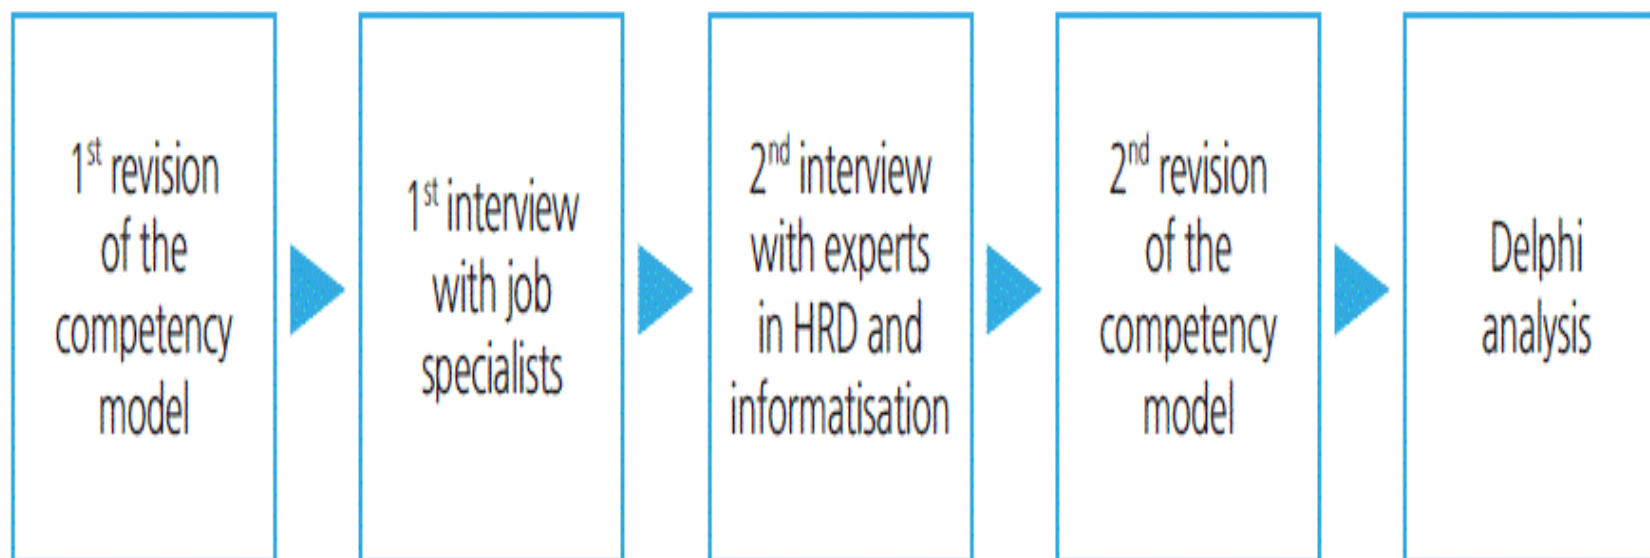 1st revision
of the
competency
model
1st interview
with job
specialists
2nd interview
with experts
in HRD and
informatisation
2nd revision
of the
competency
model
Delphi
analysis